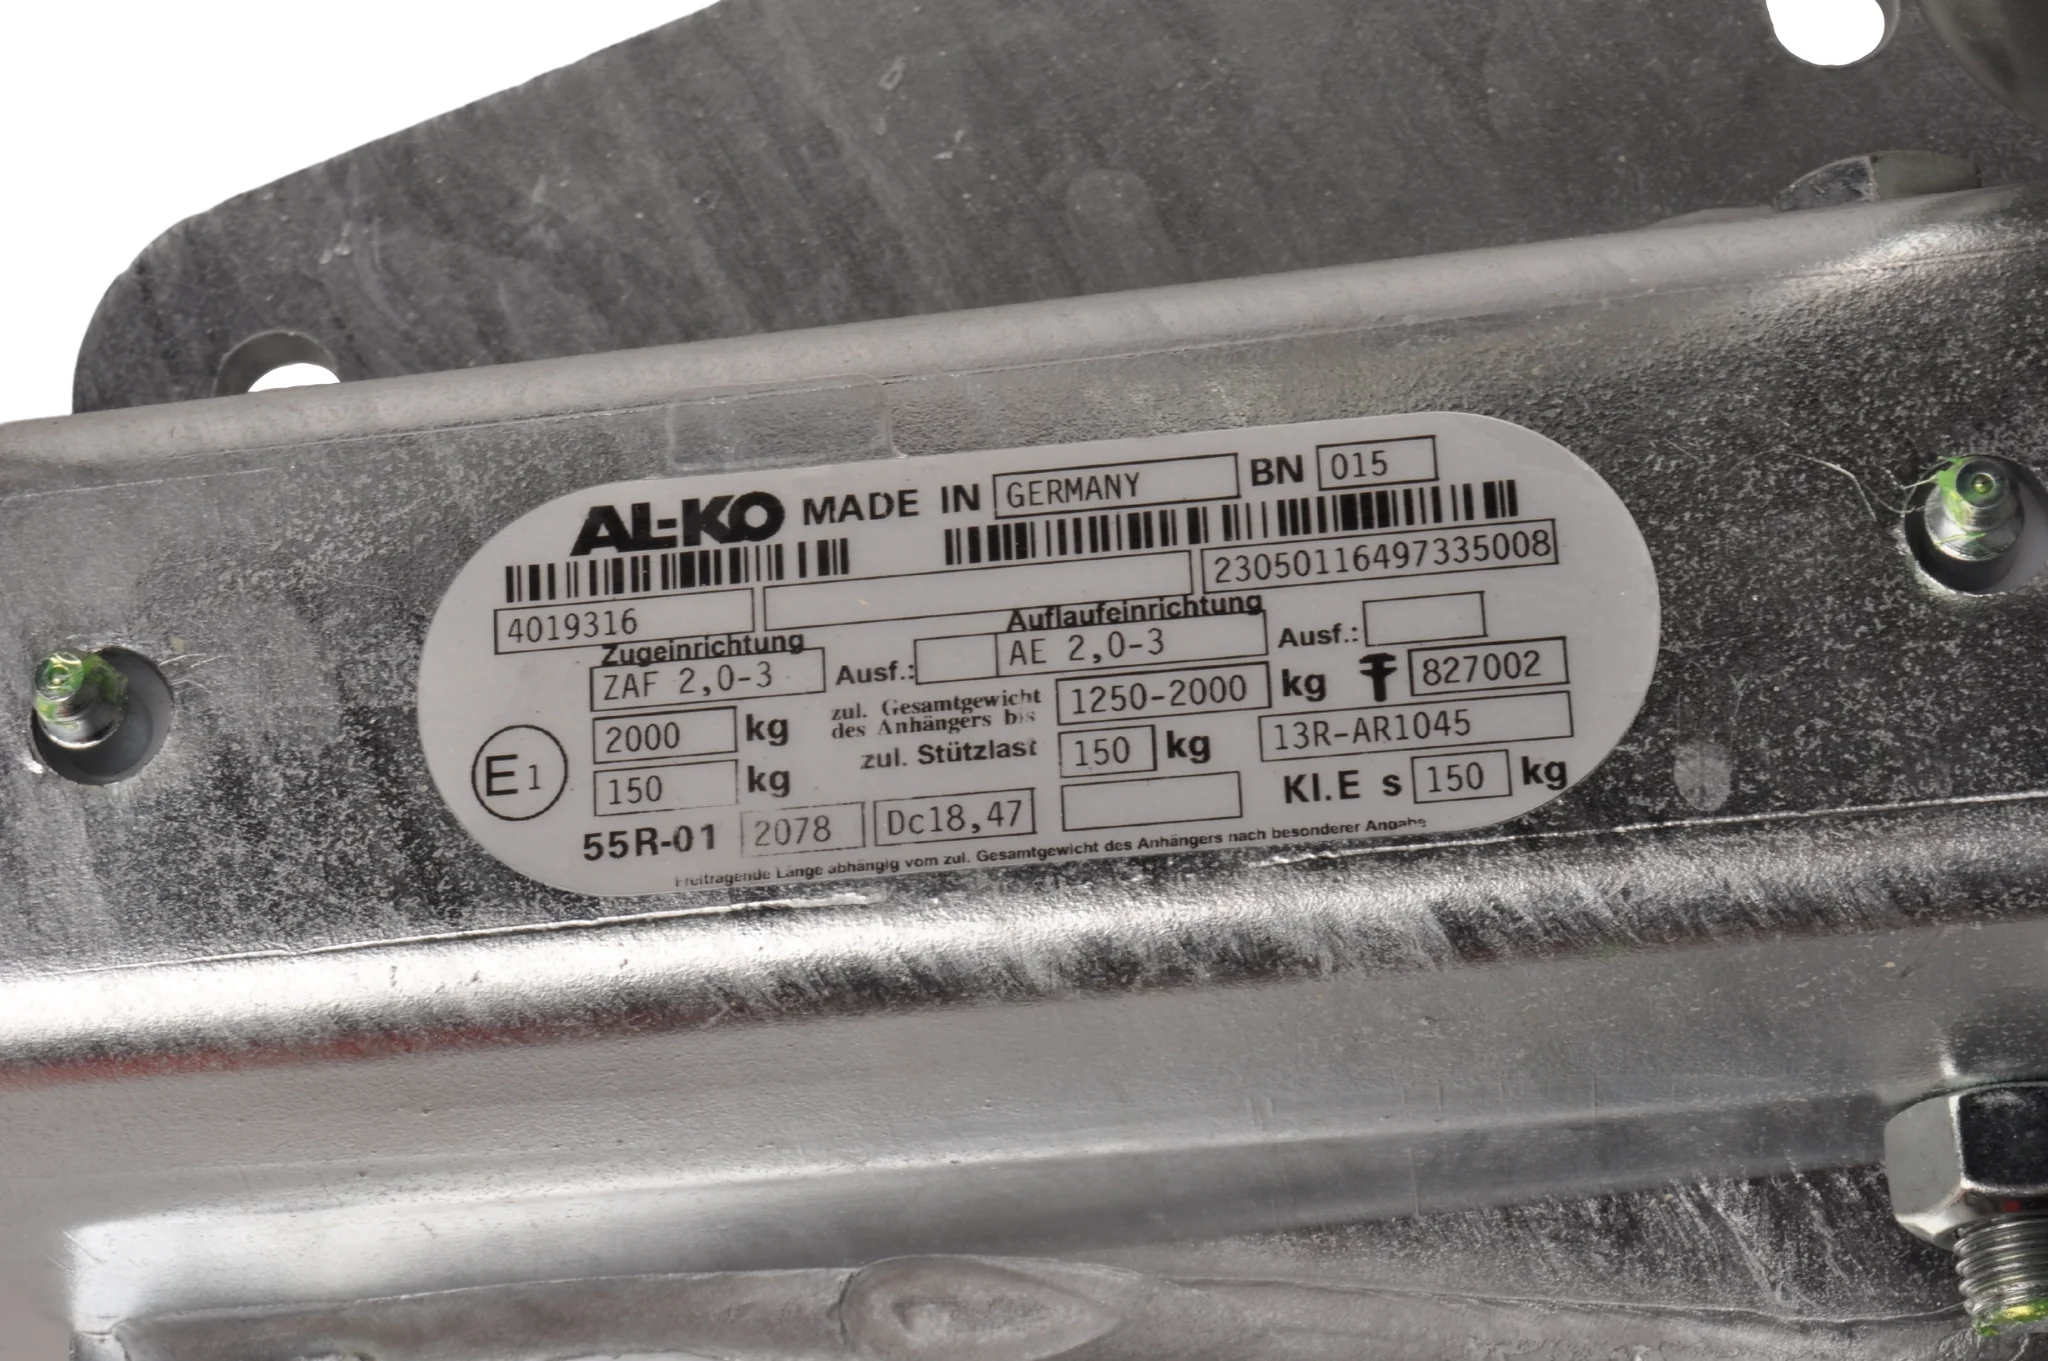 AL-KO MADE IN GERMANY BN 015
4019316 23050116497335008
Zugeinrichtung Auflaufeinrichtung
ZAF 2,0-3 Ausf.: AE 2,0-3 Ausf.:
2000 kg zul. Gesamtgewicht des Anhängers bis 1250-2000 kg 827002
E1 150 kg zul. Stützlast 150 kg 13R-AR1045
55R-01 2078 Dc18,47 Kl.E s 150 kg
Freitragende Länge abhängig vom zul. Gesamtgewicht des Anhängers nach besonderer Angabe